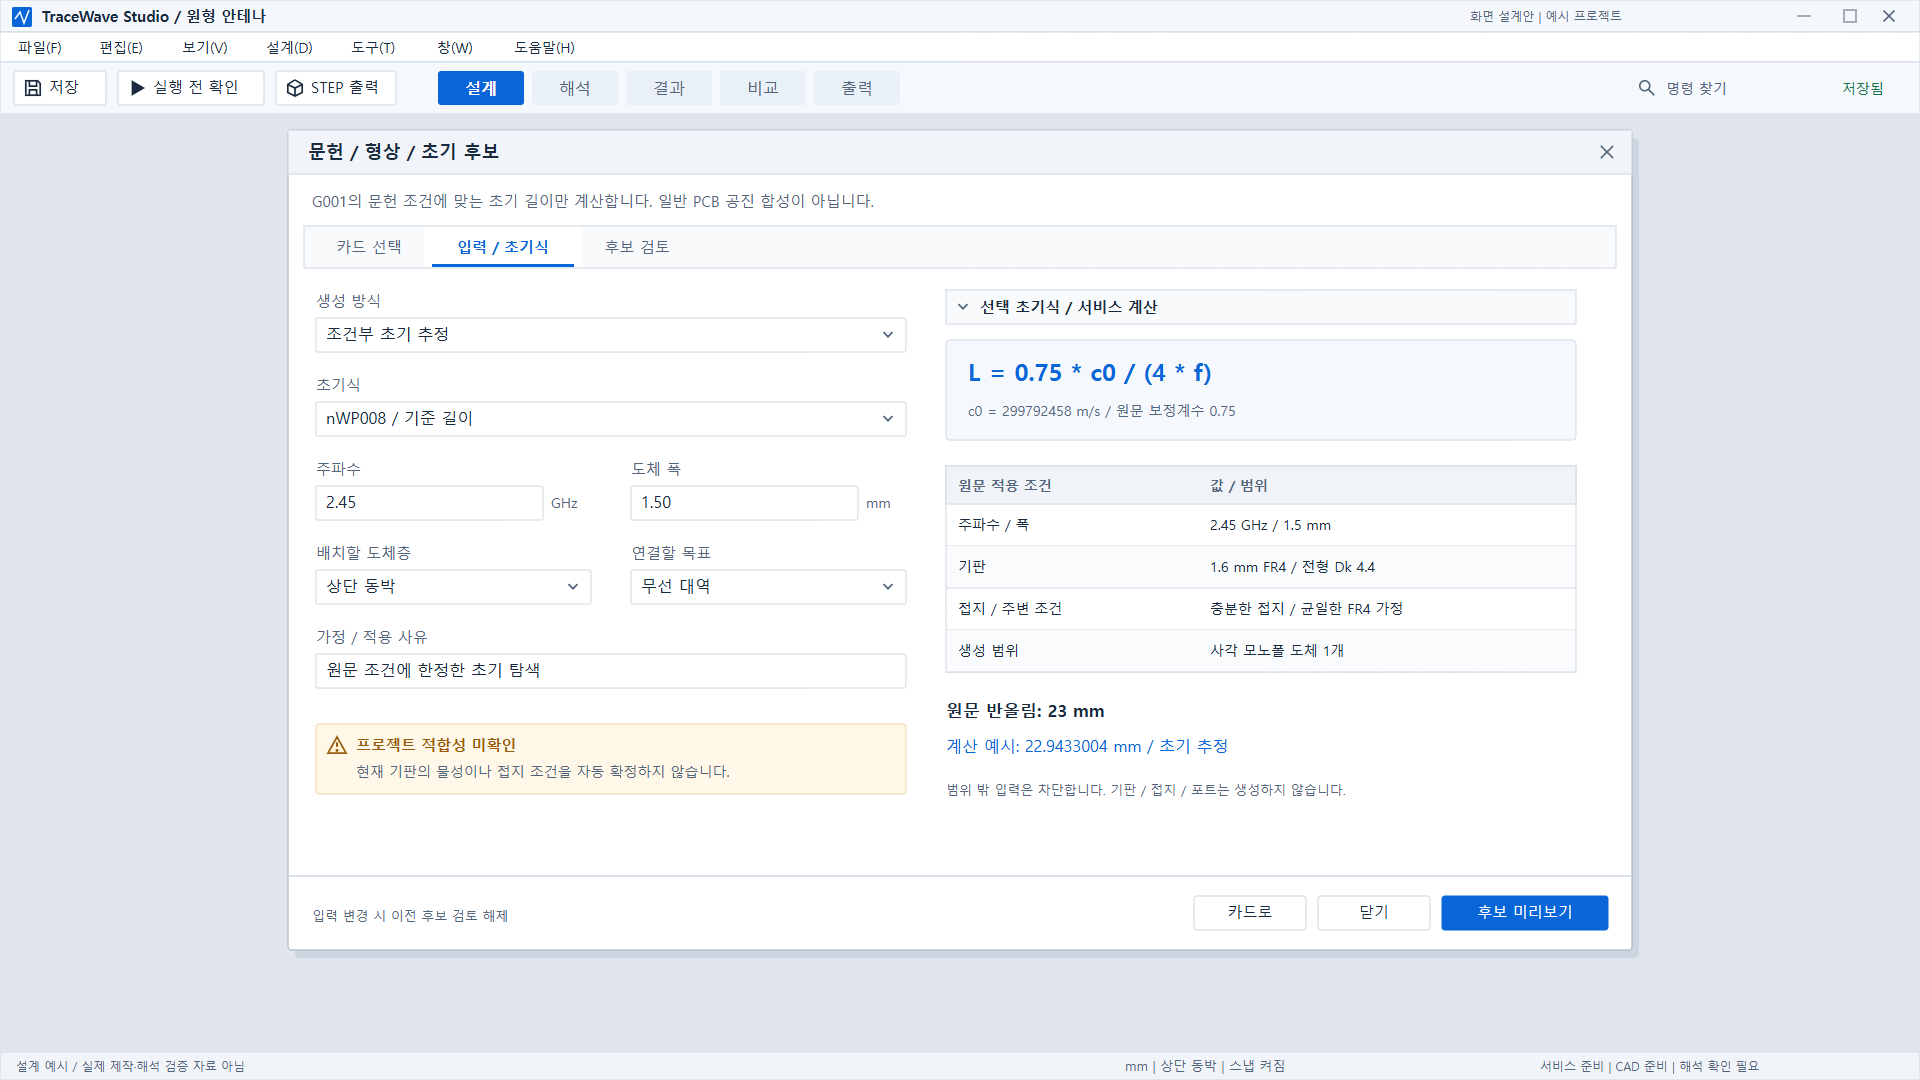 TraceWave Studio / 원형 안테나
화면 설계안 | 예시 프로젝트
파일(F) 편집(E) 보기(V) 설계(D) 도구(T) 창(W) 도움말(H)
저장 실행 전 확인 STEP 출력 설계 해석 결과 비교 출력 명령 찾기 저장됨
문헌 / 형상 / 초기 후보
G001의 문헌 조건에 맞는 초기 길이만 계산합니다. 일반 PCB 공진 합성이 아닙니다.
카드 선택 입력 / 초기식 후보 검토
생성 방식
조건부 초기 추정
초기식
nWP008 / 기준 길이
주파수 도체 폭
2.45 GHz 1.50 mm
배치할 도체층 연결할 목표
상단 동박 무선 대역
가정 / 적용 사유
원문 조건에 한정한 초기 탐색
프로젝트 적합성 미확인
현재 기판의 물성이나 접지 조건을 자동 확정하지 않습니다.
선택 초기식 / 서비스 계산
L = 0.75 * c0 / (4 * f)
c0 = 299792458 m/s / 원문 보정계수 0.75
원문 적용 조건 값 / 범위
주파수 / 폭 2.45 GHz / 1.5 mm
기판 1.6 mm FR4 / 전형 Dk 4.4
접지 / 주변 조건 충분한 접지 / 균일한 FR4 가정
생성 범위 사각 모노폴 도체 1개
원문 반올림: 23 mm
계산 예시: 22.9433004 mm / 초기 추정
범위 밖 입력은 차단합니다. 기판 / 접지 / 포트는 생성하지 않습니다.
입력 변경 시 이전 후보 검토 해제
카드로 닫기 후보 미리보기
설계 예시 / 실제 제작·해석 검증 자료 아님
mm | 상단 동박 | 스냅 켜짐
서비스 준비 | CAD 준비 | 해석 확인 필요